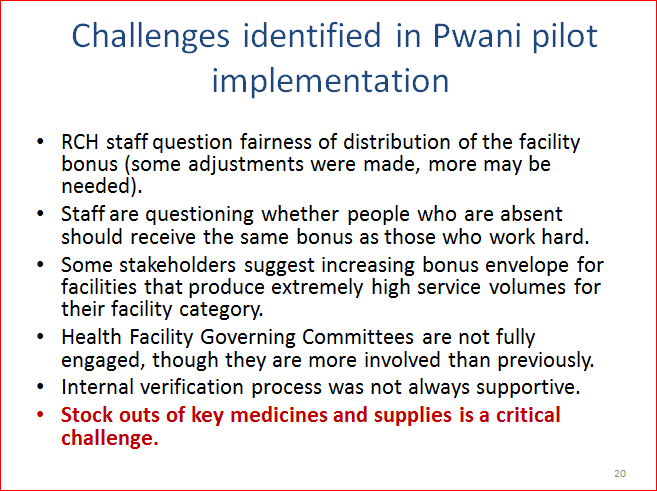 Challenges identified in Pwani pilot
implementation
• RCH staff question fairness of distribution of the facility
bonus (some adjustments were made, more may be
needed).
• Staff are questioning whether people who are absent
should receive the same bonus as those who work hard.
• Some stakeholders suggest increasing bonus envelope for
facilities that produce extremely high service volumes for
their facility category.
• Health Facility Governing Committees are not fully
engaged, though they are more involved than previously.
• Internal verification process was not always supportive.
• Stock outs of key medicines and supplies is a critical
challenge.
20